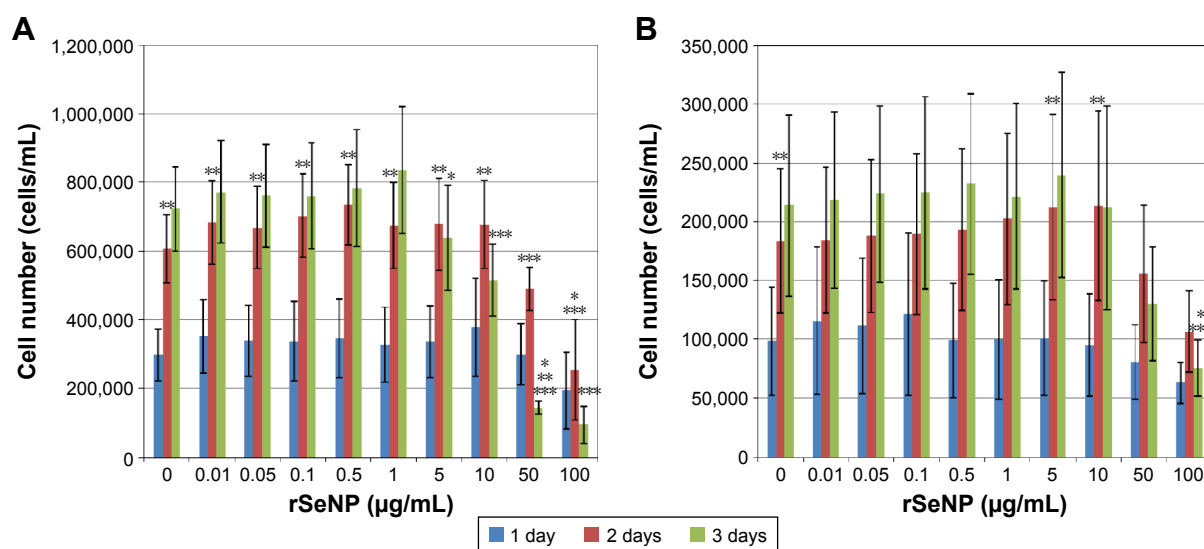 A
Cell number (cells/mL)
1,200,000
1,000,000
800,000
600,000
400,000
200,000
0
** ** ** ** ** ** ** * ** *** *** * ** *** * *** ***
0 0.01 0.05 0.1 0.5 1 5 10 50 100
rSeNP (µg/mL)
B
Cell number (cells/mL)
350,000
300,000
250,000
200,000
150,000
100,000
50,000
0
** ** ** ** **
0 0.01 0.05 0.1 0.5 1 5 10 50 100
rSeNP (µg/mL)
1 day 2 days 3 days